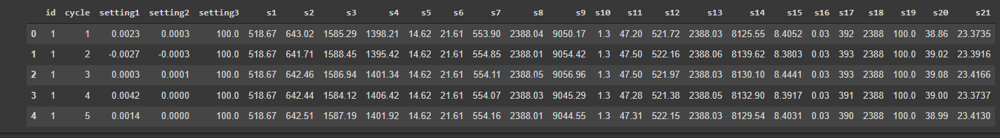 id cycle setting1 setting2 setting3 s1 s2 s3 s4 s5 s6 s7 s8 s9 s10 s11 s12 s13 s14 s15 s16 s17 s18 s19 s20 s21
0 1 1 0.0023 0.0003 100.0 518.67 643.02 1585.29 1398.21 14.62 21.61 553.90 2388.04 9050.17 1.3 47.20 521.72 2388.03 8125.55 8.4052 0.03 392 2388 100.0 38.86 23.3735
1 1 2 -0.0027 -0.0003 100.0 518.67 641.71 1588.45 1395.42 14.62 21.61 554.85 2388.01 9054.42 1.3 47.50 522.16 2388.06 8139.62 8.3803 0.03 393 2388 100.0 39.02 23.3916
2 1 3 0.0003 0.0001 100.0 518.67 642.46 1586.94 1401.34 14.62 21.61 554.11 2388.05 9056.96 1.3 47.50 521.97 2388.03 8130.10 8.4441 0.03 393 2388 100.0 39.08 23.4166
3 1 4 0.0042 0.0000 100.0 518.67 642.44 1584.12 1406.42 14.62 21.61 554.07 2388.03 9045.29 1.3 47.28 521.38 2388.05 8132.90 8.3917 0.03 391 2388 100.0 39.00 23.3737
4 1 5 0.0014 0.0000 100.0 518.67 642.51 1587.19 1401.92 14.62 21.61 554.16 2388.01 9044.55 1.3 47.31 522.15 2388.03 8129.54 8.4031 0.03 390 2388 100.0 38.99 23.4130